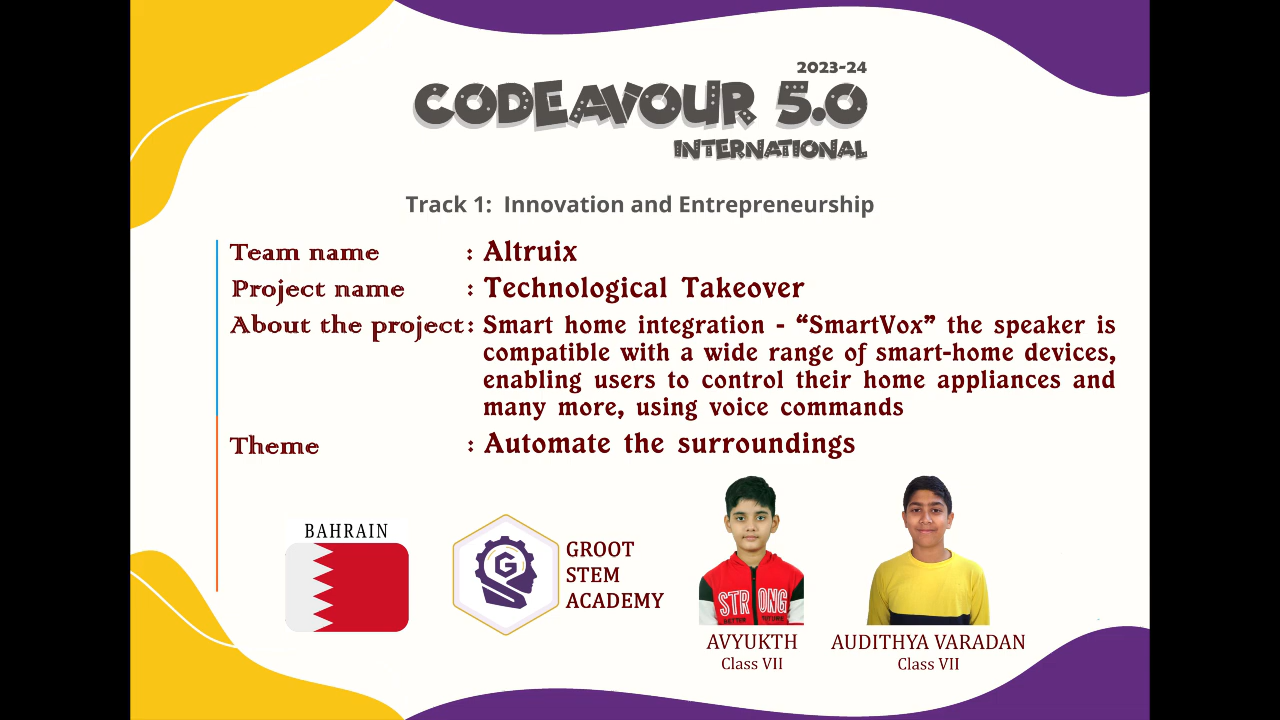 2023-24
CODEAVOUR 5.0
INTERNATIONAL
Track 1: Innovation and Entrepreneurship
Team name : Altruix
Project name : Technological Takeover
About the project: Smart home integration - “SmartVox” the speaker is
compatible with a wide range of smart-home devices,
enabling users to control their home appliances and
many more, using voice commands
Theme : Automate the surroundings
BAHRAIN
G
GROOT
STEM
ACADEMY
STRONG
BETTER FUTURE
AVYUKTH
Class VII
AUDITHYA VARADAN
Class VII